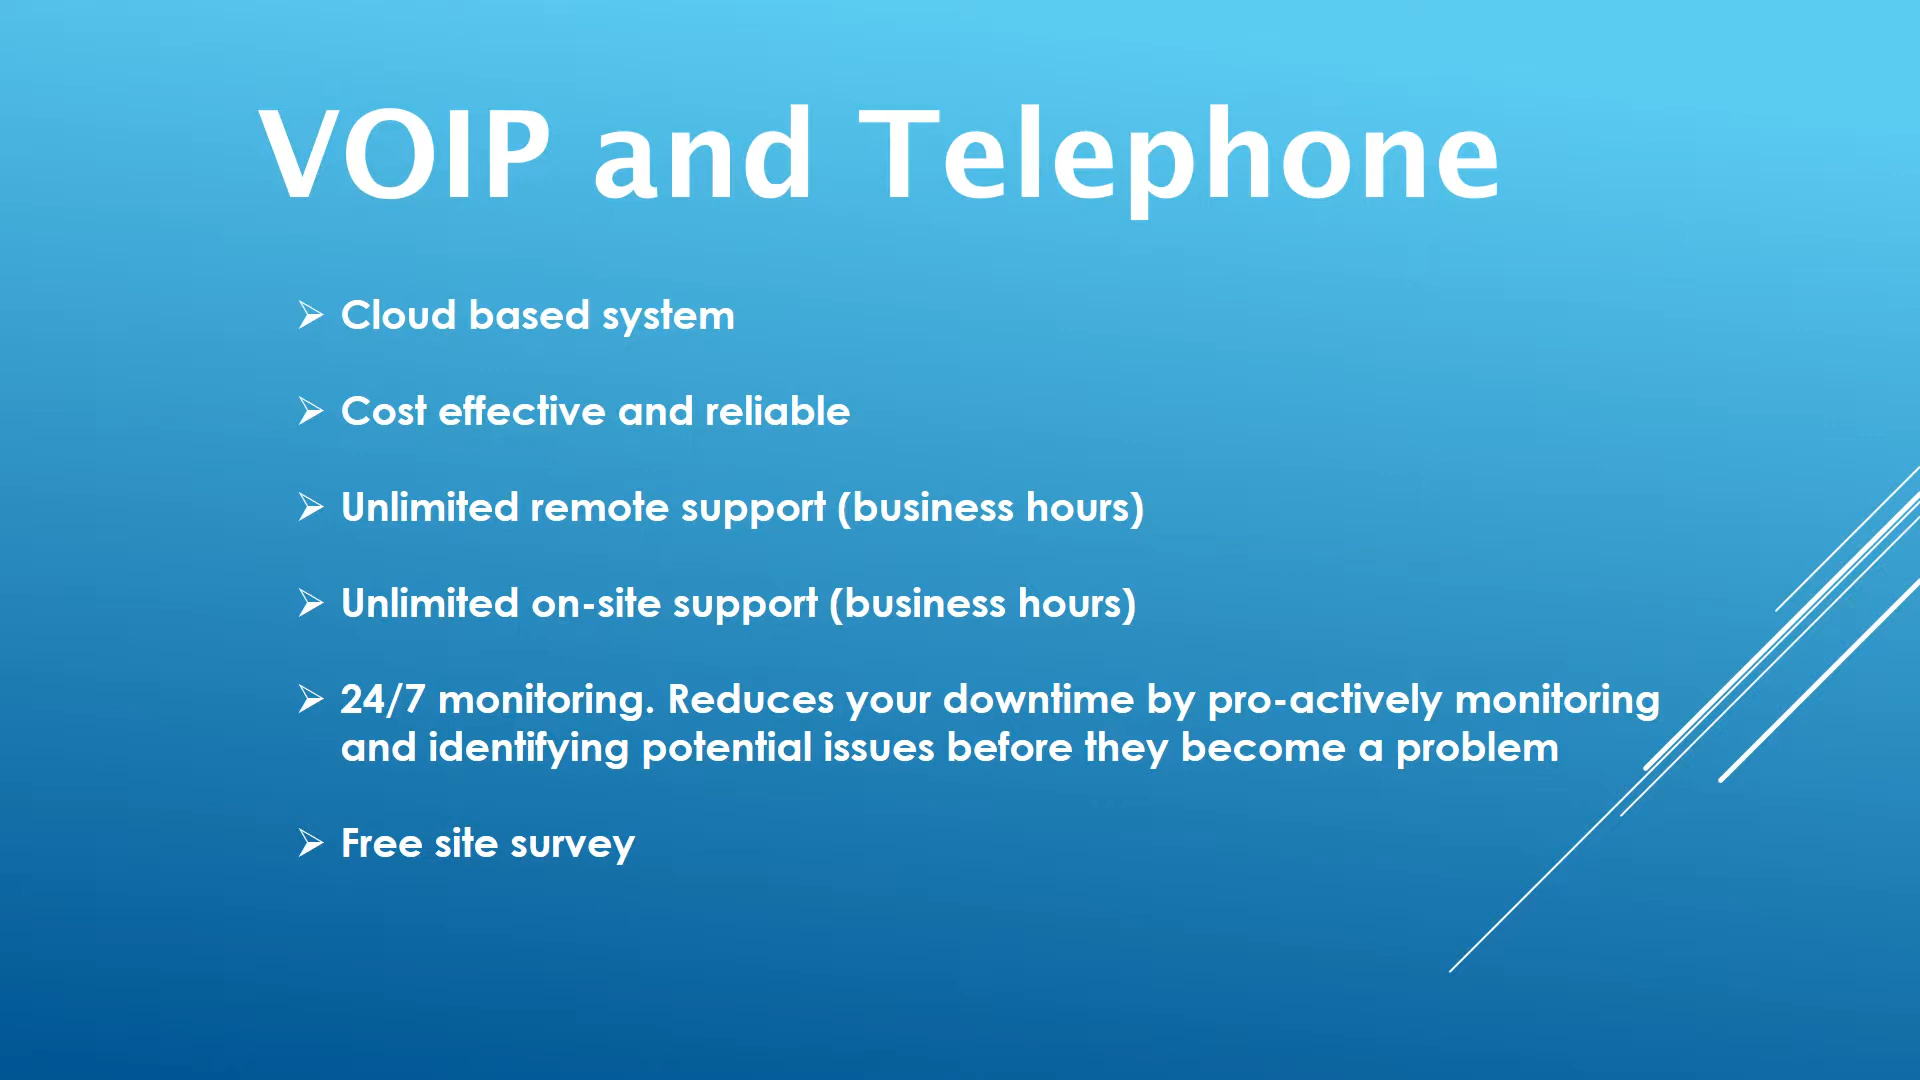 VOIP and Telephone
Cloud based system
Cost effective and reliable
Unlimited remote support (business hours)
Unlimited on-site support (business hours)
24/7 monitoring. Reduces your downtime by pro-actively monitoring
and identifying potential issues before they become a problem
Free site survey